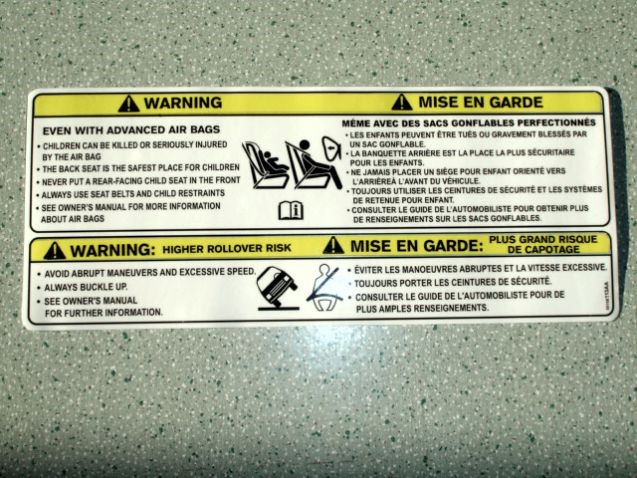 WARNING
EVEN WITH ADVANCED AIR BAGS
• CHILDREN CAN BE KILLED OR SERIOUSLY INJURED
BY THE AIR BAG
• THE BACK SEAT IS THE SAFEST PLACE FOR CHILDREN
• NEVER PUT A REAR-FACING CHILD SEAT IN THE FRONT
• ALWAYS USE SEAT BELTS AND CHILD RESTRAINTS
• SEE OWNER'S MANUAL FOR MORE INFORMATION
ABOUT AIR BAGS
MISE EN GARDE
MÊME AVEC DES SACS GONFLABLES PERFECTIONNÉS
• LES ENFANTS PEUVENT ÊTRE TUÉS OU GRAVEMENT BLESSÉS PAR
UN SAC GONFLABLE.
• LA BANQUETTE ARRIÈRE EST LA PLACE LA PLUS SÉCURITAIRE
POUR LES ENFANTS.
• NE JAMAIS PLACER UN SIÈGE POUR ENFANT ORIENTÉ VERS
L'ARRIÈREÀ L'AVANT DU VÉHICULE.
• TOUJOURS UTILISER LES CEINTURES DE SÉCURITÉ ET LES SYSTÈMES
DE RETENUE POUR ENFANT.
• CONSULTER LE GUIDE DE L'AUTOMOBILISTE POUR OBTENIR PLUS
DE RENSEIGNEMENTS SUR LES SACS GONFLABLES.
WARNING: HIGHER ROLLOVER RISK
• AVOID ABRUPT MANEUVERS AND EXCESSIVE SPEED.
• ALWAYS BUCKLE UP.
• SEE OWNER'S MANUAL
FOR FURTHER INFORMATION.
MISE EN GARDE: PLUS GRAND RISQUE
DE CAPOTAGE
• ÉVITER LES MANOEUVRES ABRUPTES ET LA VITESSE EXCESSIVE.
• TOUJOURS PORTER LES CEINTURES DE SÉCURITÉ.
• CONSULTER LE GUIDE DE L'AUTOMOBILISTE POUR DE
PLUS AMPLES RENSEIGNEMENTS.